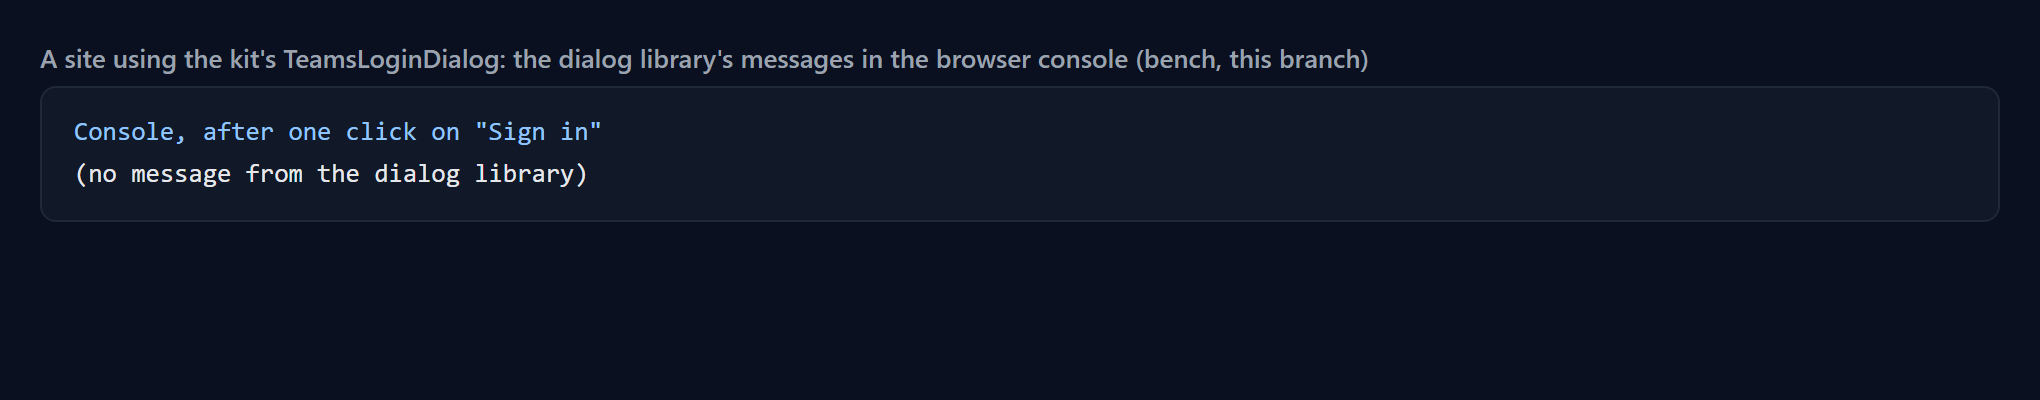 A site using the kit's TeamsLoginDialog: the dialog library's messages in the browser console (bench, this branch)
Console, after one click on "Sign in"
(no message from the dialog library)